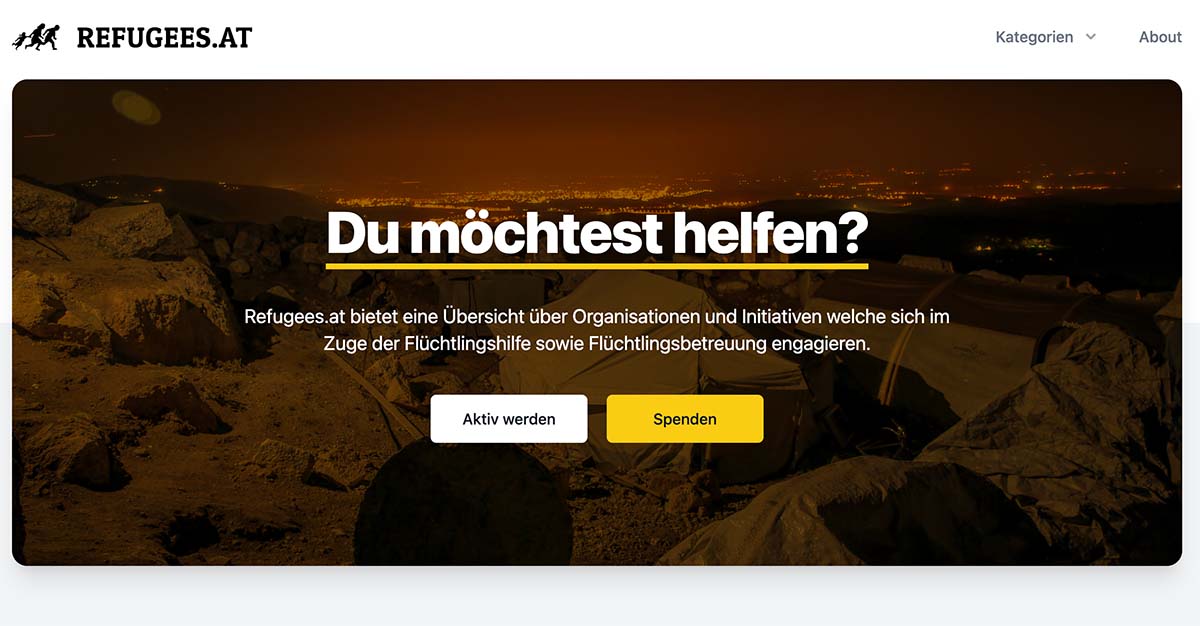 REFUGEES.AT
Kategorien
About
Du möchtest helfen?
Refugees.at bietet eine Übersicht über Organisationen und Initiativen welche sich im
Zuge der Flüchtlingshilfe sowie Flüchtlingsbetreuung engagieren.
Aktiv werden
Spenden